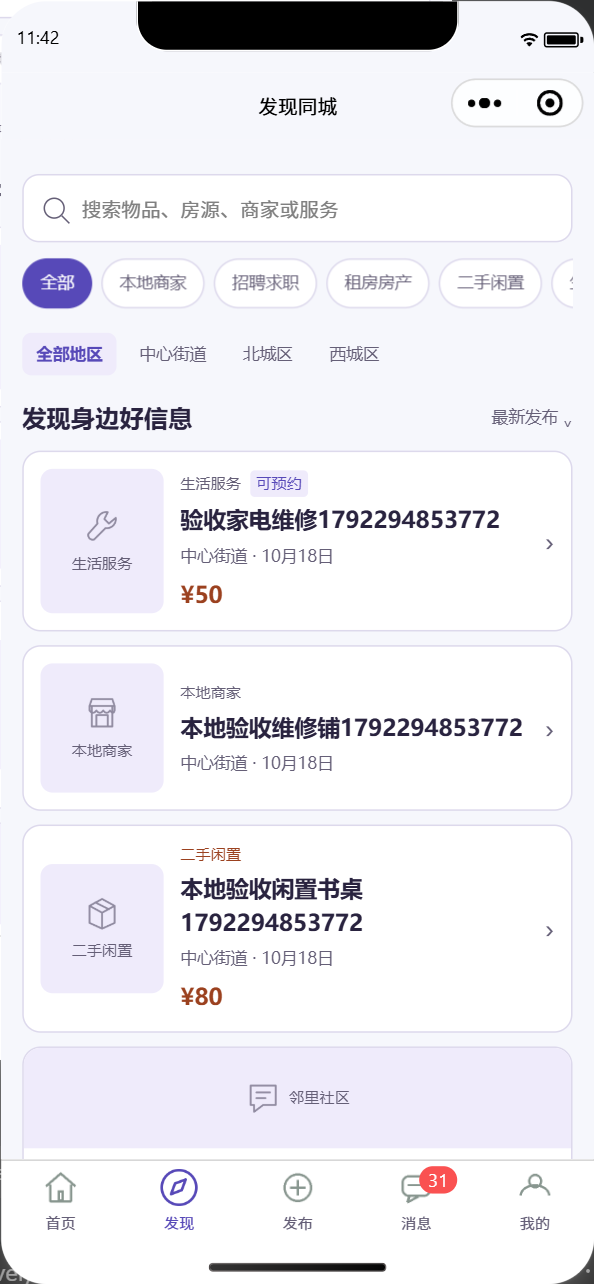 11:42
发现同城
搜索物品、房源、商家或服务
全部 本地商家 招聘求职 租房房产 二手闲置
全部地区 中心街道 北城区 西城区
发现身边好信息 最新发布
生活服务
生活服务 可预约
验收家电维修1792294853772
中心街道 · 10月18日
¥50
本地商家
本地商家
本地验收维修铺1792294853772
中心街道 · 10月18日
二手闲置
二手闲置
本地验收闲置书桌
1792294853772
中心街道 · 10月18日
¥80
邻里社区
31
首页 发现 发布 消息 我的